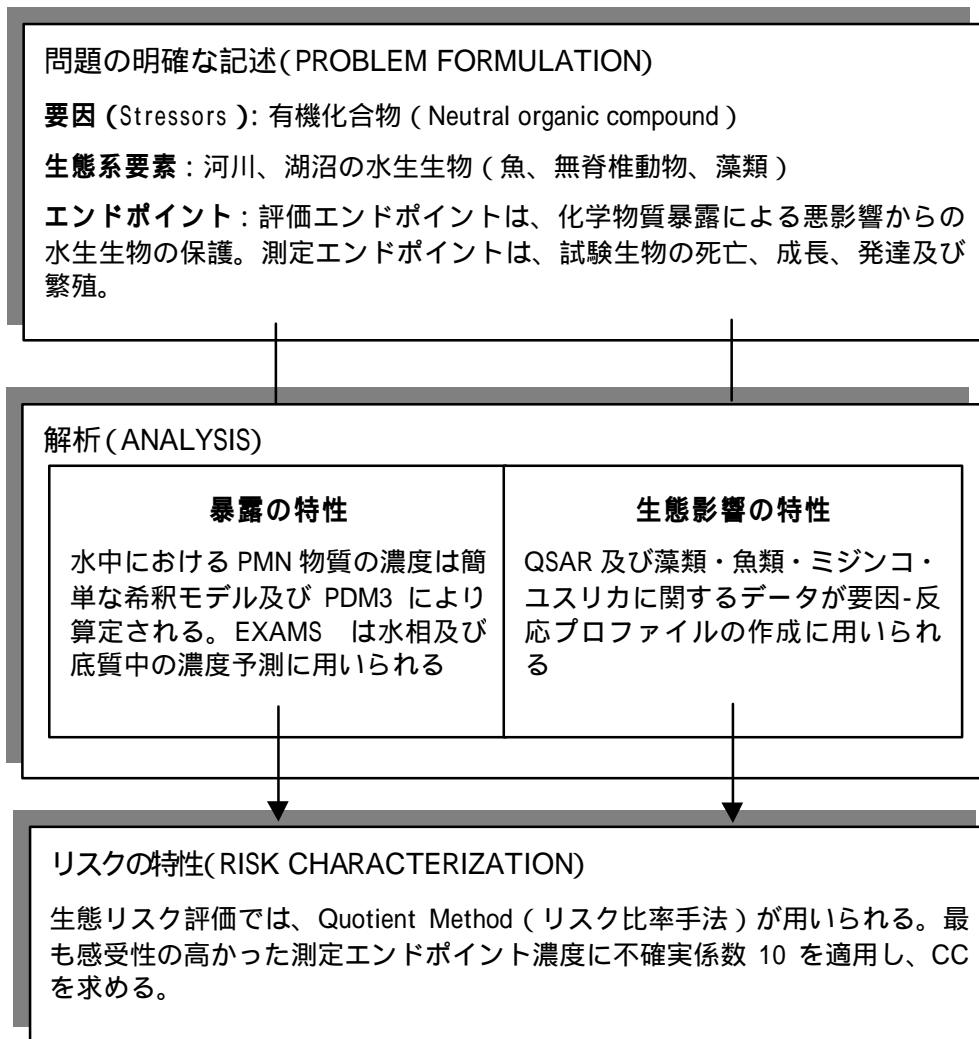 問題の明確な記述(PROBLEM FORMULATION)
要因 (Stressors ): 有機化合物 ( Neutral organic compound )
生態系要素 : 河川、湖沼の水生生物 ( 魚、無脊椎動物、藻類 )
エンドポイント : 評価エンドポイントは、化学物質暴露による悪影響からの
水生生物の保護。測定エンドポイントは、試験生物の死亡、成長、発達及び
繁殖。
解析(ANALYSIS)
暴露の特性
水中における PMN 物質の濃度は簡
単な希釈モデル及び PDM3 により
算定される。EXAMS は水相及び
底質中の濃度予測に用いられる
生態影響の特性
QSAR 及び藻類・魚類・ミジンコ・
ユスリカに関するデータが要因-反
応プロファイルの作成に用いられ
る
リスクの特性(RISK CHARACTERIZATION)
生態リスク評価では、Quotient Method ( リスク比率手法 ) が用いられる。最
も感受性の高かった測定エンドポイント濃度に不確実係数 10 を適用し、CC
を求める。